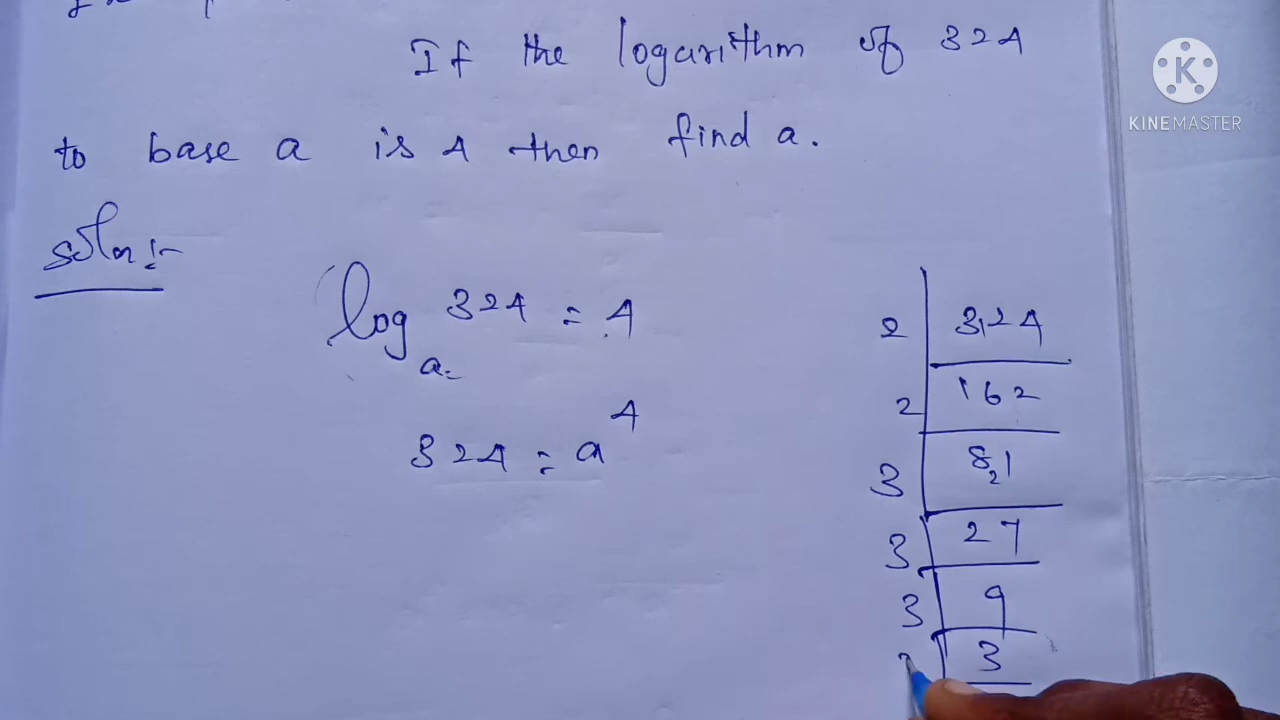 If the logarithm of 324
KINEMASTER
to base a is 4 then find a.
soln:-
log_a 324 = 4
324 = a^4
2 | 324
2 | 162
3 | 81
3 | 27
3 | 9
3